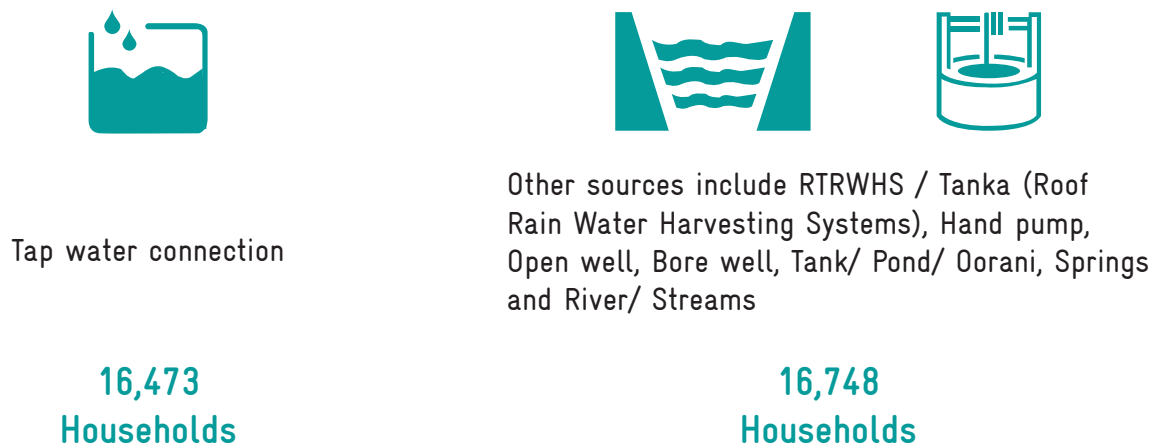 Tap water connection
16,473
Households
Other sources include RTRWHS / Tanka (Roof
Rain Water Harvesting Systems), Hand pump,
Open well, Bore well, Tank/ Pond/ Oorani, Springs
and River/ Streams
16,748
Households